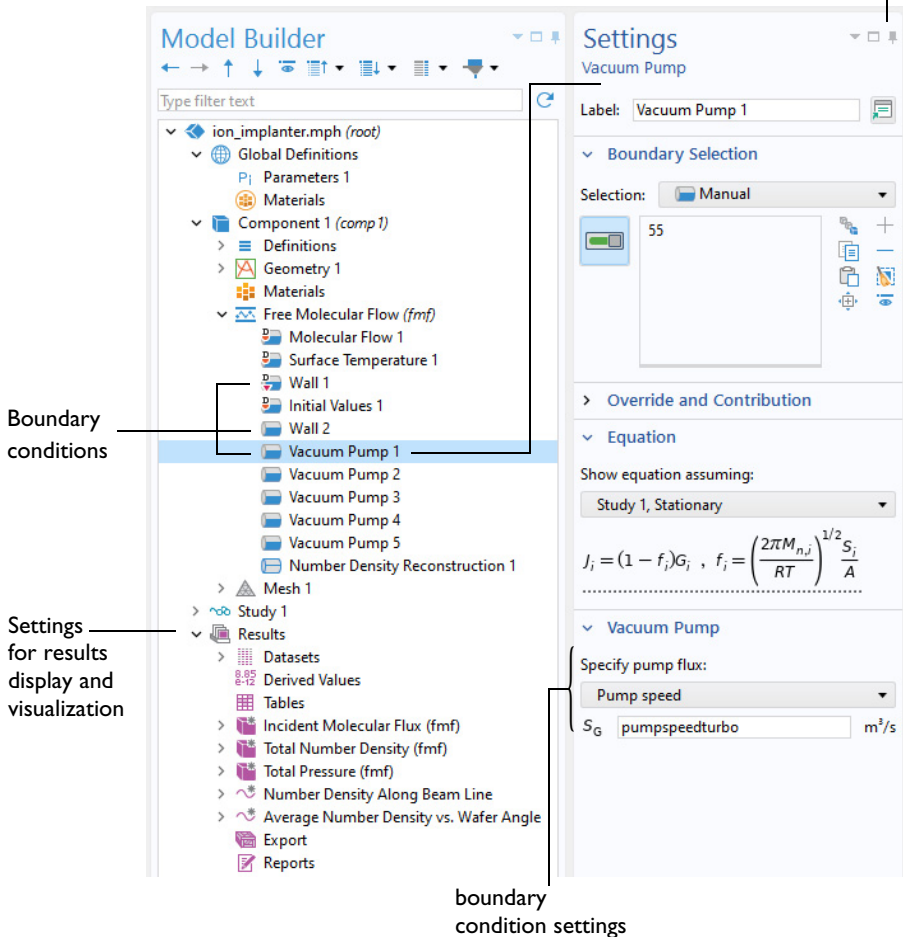 Model Builder
Type filter text
ion_implanter.mph (root)
Global Definitions
Pi Parameters 1
Materials
Component 1 (comp1)
Definitions
Geometry 1
Materials
Free Molecular Flow (fmf)
D Molecular Flow 1
D Surface Temperature 1
D Wall 1
D Initial Values 1
Wall 2
Vacuum Pump 1
Vacuum Pump 2
Vacuum Pump 3
Vacuum Pump 4
Vacuum Pump 5
Number Density Reconstruction 1
Mesh 1
Study 1
Results
Datasets
8.85
e-12 Derived Values
Tables
Incident Molecular Flux (fmf)
Total Number Density (fmf)
Total Pressure (fmf)
Number Density Along Beam Line
Average Number Density vs. Wafer Angle
Export
Reports
Boundary
conditions
Settings
for results
display and
visualization
Settings
Vacuum Pump
Label: Vacuum Pump 1
Boundary Selection
Selection: Manual
55
Override and Contribution
Equation
Show equation assuming:
Study 1, Stationary
J_i = (1 − f_i)G_i , f_i = (2πM_n,i / RT)^1/2 S_i / A
Vacuum Pump
Specify pump flux:
Pump speed
S_G pumpspeedturbo m³/s
boundary
condition settings